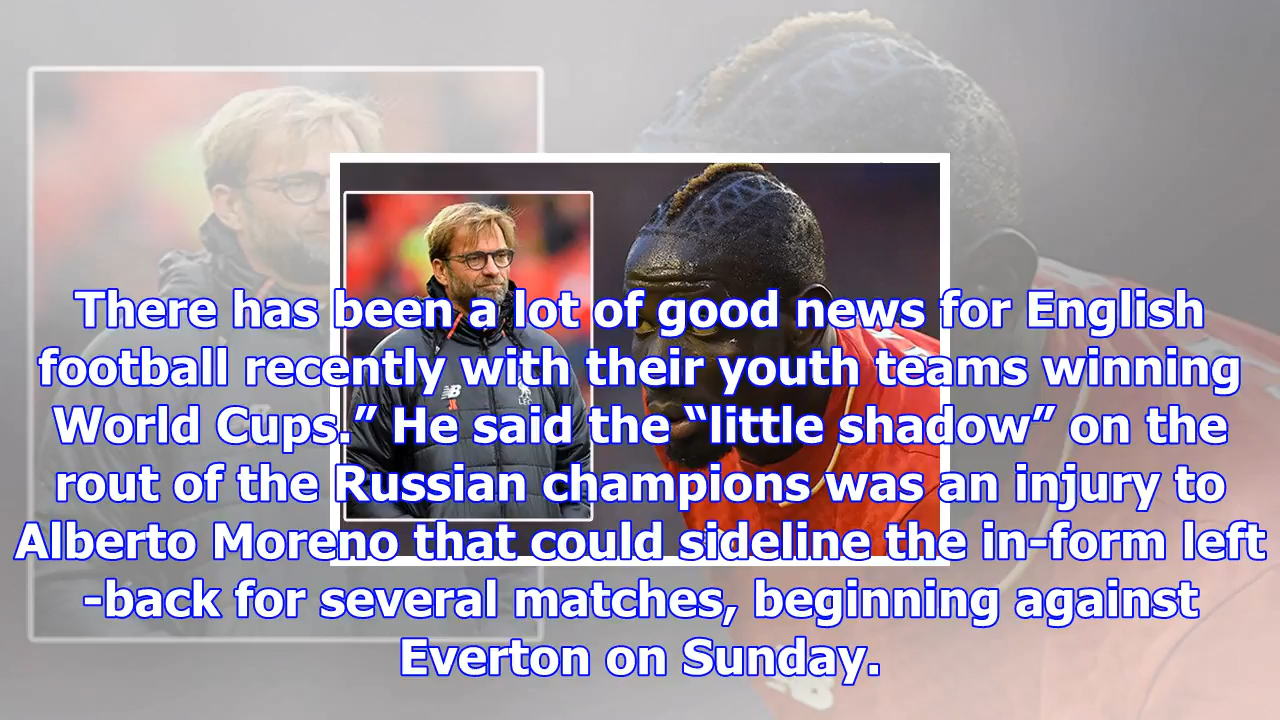 There has been a lot of good news for English
football recently with their youth teams winning
World Cups.” He said the “little shadow” on the
rout of the Russian champions was an injury to
Alberto Moreno that could sideline the in-form left
-back for several matches, beginning against
Everton on Sunday.